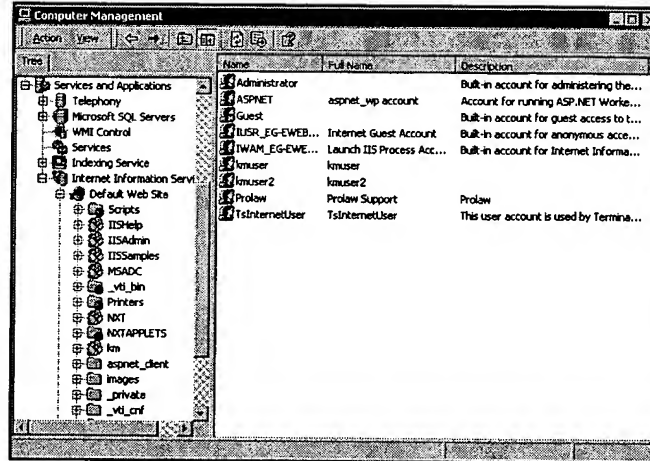 Computer Management
Action View
Tree
Services and Applications
Telephony
Microsoft SQL Servers
WMI Control
Services
Indexing Service
Internet Information Servi
Default Web Site
Scripts
IISHelp
IISAdmin
IISSamples
MSADC
_vti_bin
Printers
NXT
NXTAPPLETS
km
aspnet_client
images
_private
_vti_cnf
Name Full Name Description
Administrator Built-in account for administering the...
ASPNET aspnet_wp account Account for running ASP.NET Worke...
Guest Built-in account for guest access to t...
IUSR_EG-EWEB... Internet Guest Account Built-in account for anonymous acce...
IWAM_EG-EWE... Launch IIS Process Acc... Built-in account for Internet Informa...
kmuser kmuser
kmuser2 kmuser2
Prolaw Prolaw Support Prolaw
TsInternetUser TsInternetUser This user account is used by Termina...